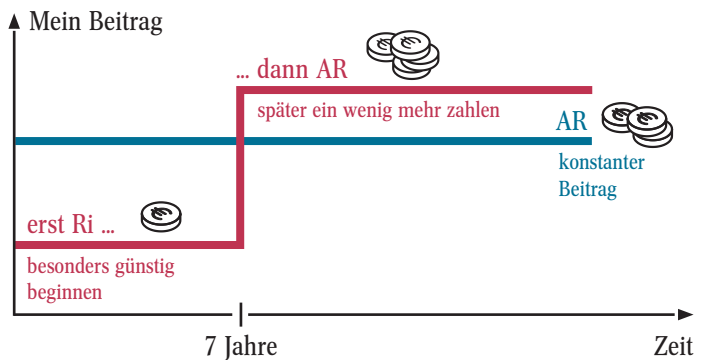 Mein Beitrag
... dann AR
später ein wenig mehr zahlen
AR
konstanter
Beitrag
erst Ri ...
besonders günstig
beginnen
7 Jahre
Zeit